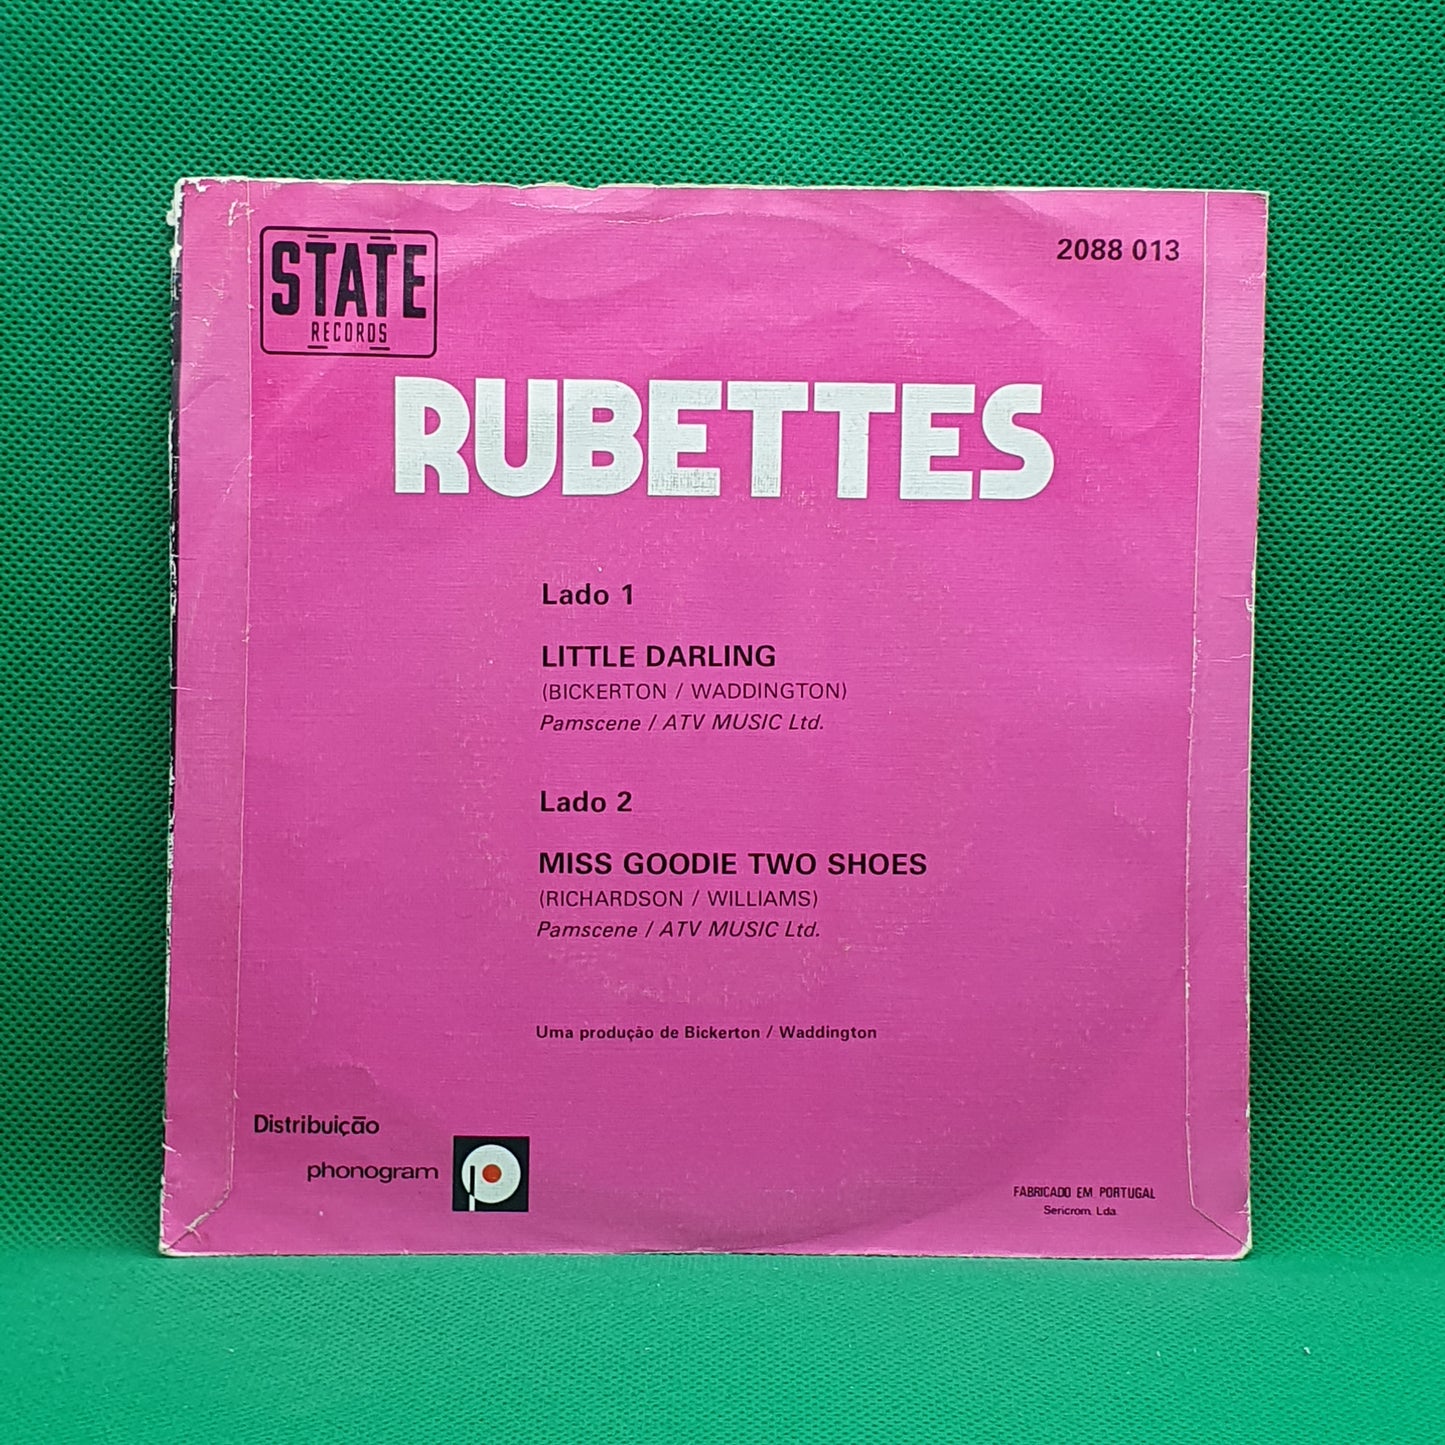 STATE
RECORDS
2088 013
RUBETTES
Lado 1
LITTLE DARLING
(BICKERTON / WADDINGTON)
Pamscene / ATV MUSIC Ltd.
Lado 2
MISS GOODIE TWO SHOES
(RICHARDSON / WILLIAMS)
Pamscene / ATV MUSIC Ltd.
Uma produção de Bickerton / Waddington
Distribuição
phonogram
FABRICADO EM PORTUGAL
Sericrom, Lda.